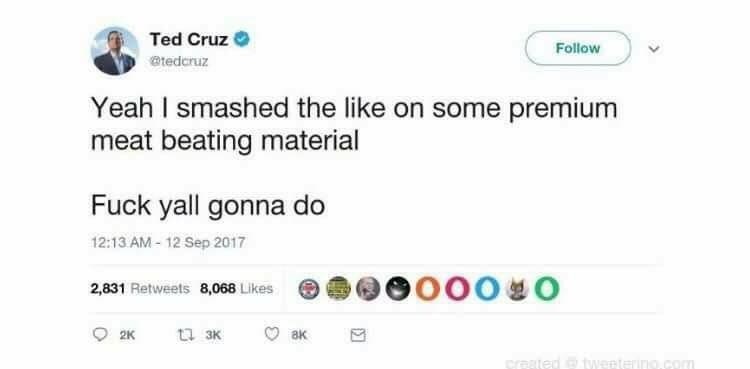 Ted Cruz
@tedcruz
Follow
Yeah I smashed the like on some premium
meat beating material
Fuck yall gonna do
12:13 AM - 12 Sep 2017
2,831 Retweets 8,068 Likes
2K 3K 8K
created @ tweeterino.com